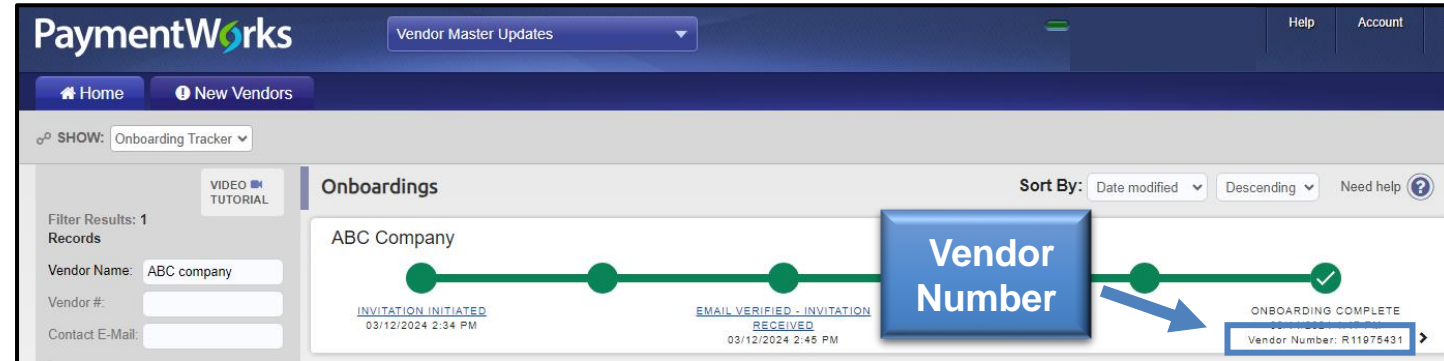 PaymentWorks
Vendor Master Updates
Help
Account
Home
New Vendors
SHOW: Onboarding Tracker
VIDEO
TUTORIAL
Onboardings
Sort By: Date modified
Descending
Need help
Filter Results: 1
Records
Vendor Name: ABC company
Vendor #:
Contact E-Mail:
ABC Company
Vendor
Number
INVITATION INITIATED
03/12/2024 2:34 PM
EMAIL VERIFIED - INVITATION
RECEIVED
03/12/2024 2:45 PM
ONBOARDING COMPLETE
Vendor Number: R11975431